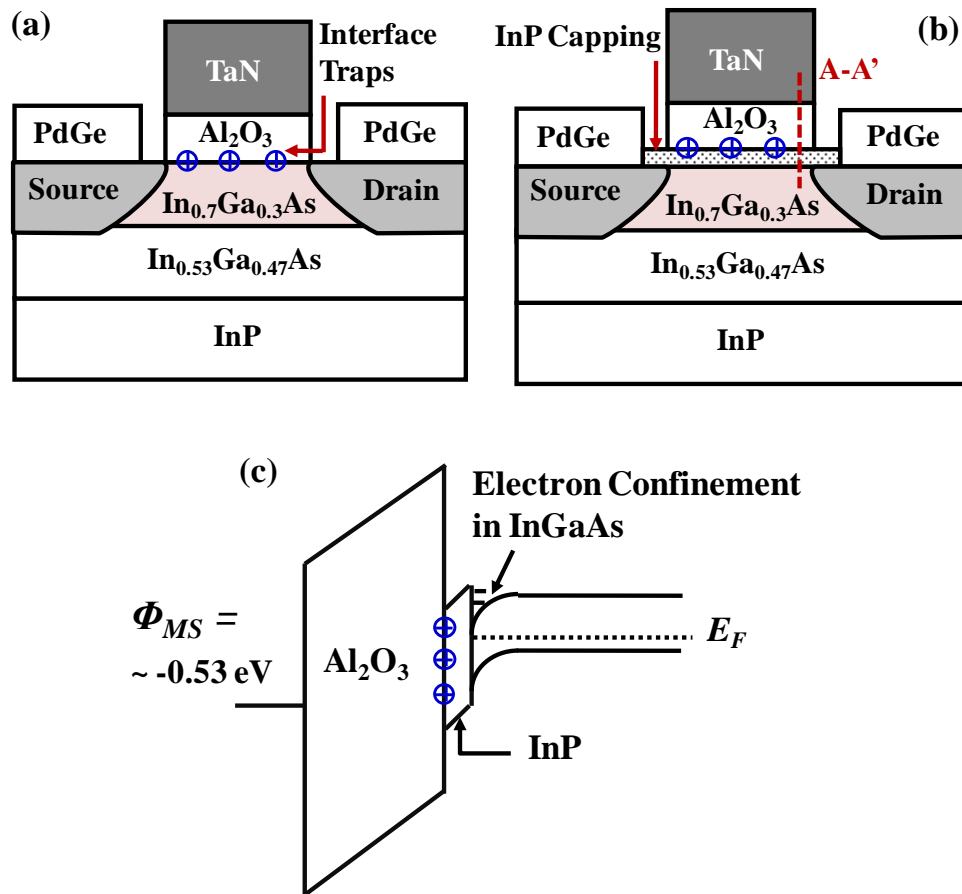 (a)
Interface
Traps
TaN
Al₂O₃
PdGe
PdGe
Source
Drain
In₀.₇Ga₀.₃As
In₀.₅₃Ga₀.₄₇As
InP
(b)
InP Capping
TaN
A-A’
Al₂O₃
PdGe
PdGe
Source
Drain
In₀.₇Ga₀.₃As
In₀.₅₃Ga₀.₄₇As
InP
(c)
Electron Confinement
in InGaAs
Φ_MS =
~ -0.53 eV
Al₂O₃
E_F
InP